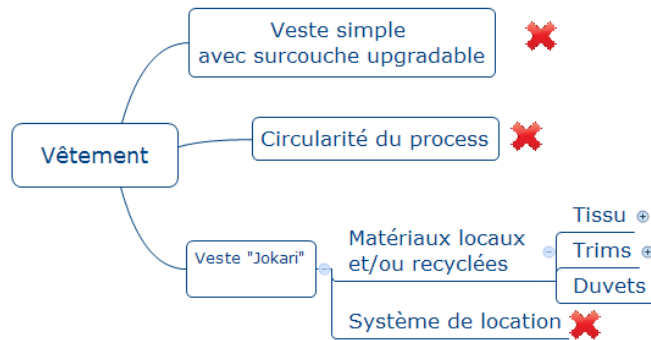 Veste simple
avec surcouche upgradable
Circularité du process
Vêtement
Veste "Jokari"
Matériaux locaux
et/ou recyclées
Tissu
Trims
Duvets
Système de location